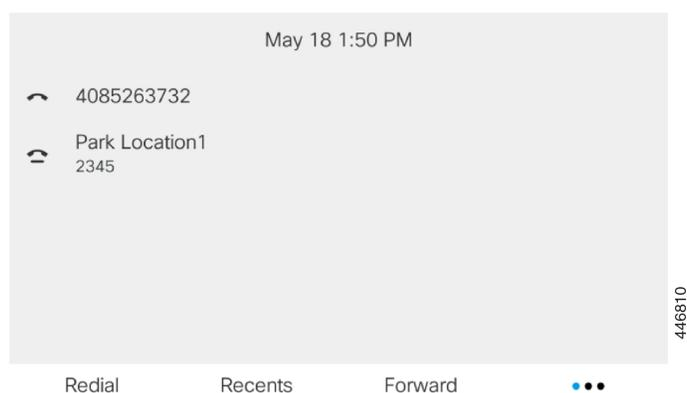 May 18 1:50 PM
4085263732
Park Location1
2345
Redial Recents Forward
446810